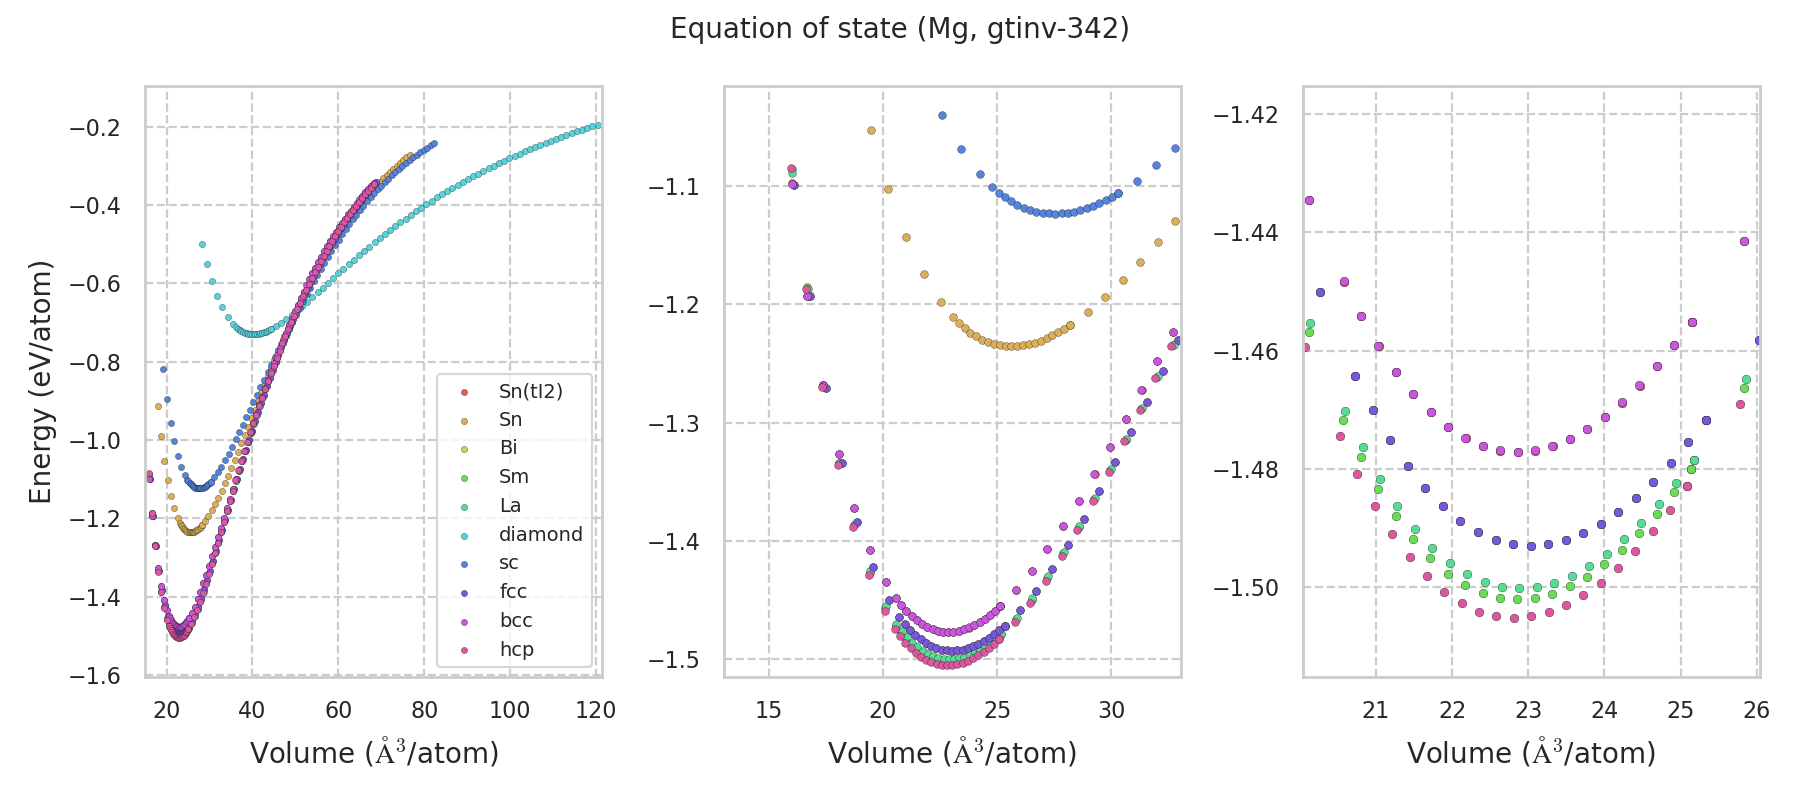 Equation of state (Mg, gtinv-342)
Energy (eV/atom)
−0.2
−0.4
−0.6
−0.8
−1.0
−1.2
−1.4
−1.6
20 40 60 80 100 120
Volume (Å³/atom)
Sn(tI2)
Sn
Bi
Sm
La
diamond
sc
fcc
bcc
hcp
−1.1
−1.2
−1.3
−1.4
−1.5
15 20 25 30
Volume (Å³/atom)
−1.42
−1.44
−1.46
−1.48
−1.50
21 22 23 24 25 26
Volume (Å³/atom)